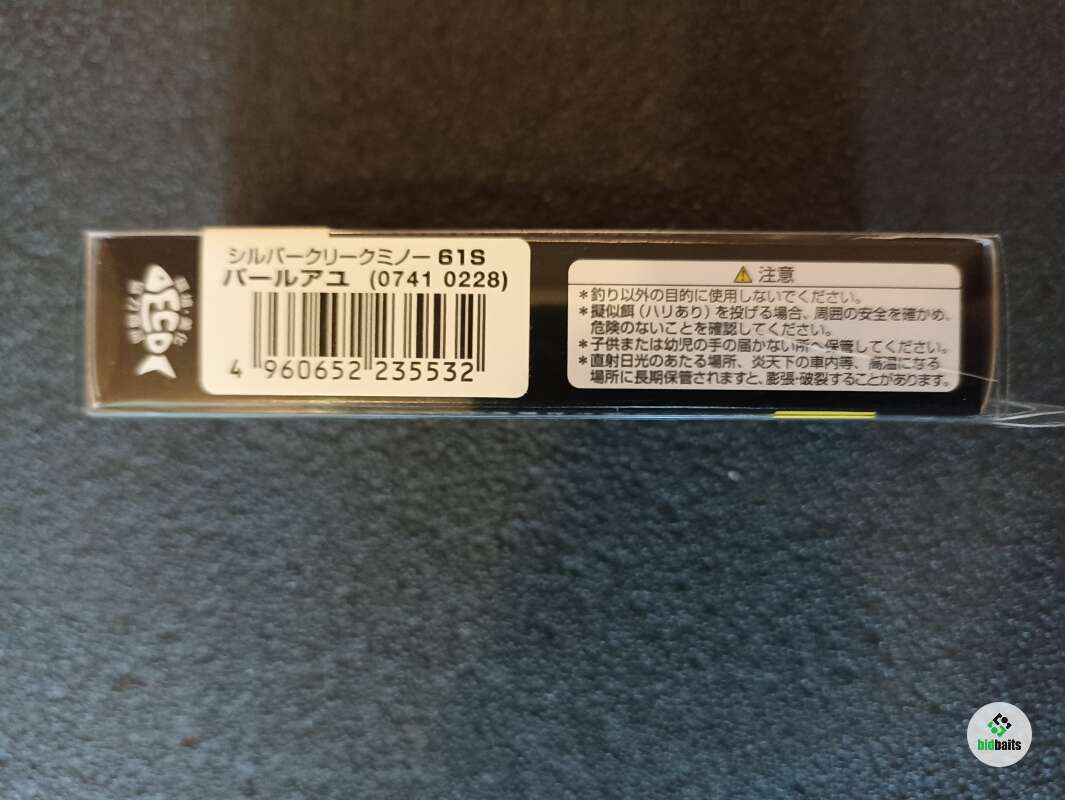 シルバークリークミノー 61S
パールアユ (0741 0228)
4 960652 235532
ECO
注意
*釣り以外の目的に使用しないでください。
*擬似餌（ハリあり）を投げる場合、周囲の安全を確かめ、
危険のないことを確認してください。
*子供または幼児の手の届かない所へ保管してください。
*直射日光のあたる場所、炎天下の車内等、高温になる
場所に長期保管されますと、膨張・破裂することがあります。
bidbaits